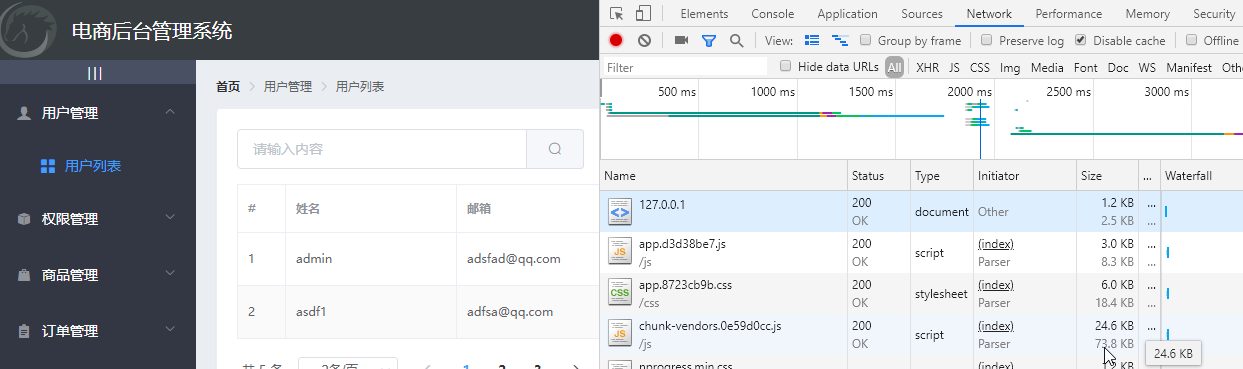 电商后台管理系统
|||
用户管理
用户列表
权限管理
商品管理
订单管理
首页 > 用户管理 > 用户列表
请输入内容
# 姓名 邮箱
1 admin adsfad@qq.com
2 asdf1 adfsa@qq.com
共 5 条 2条/页 < 1 2 3 >
Elements Console Application Sources Network Performance Memory Security
View: Group by frame Preserve log Disable cache Offline
Filter Hide data URLs All XHR JS CSS Img Media Font Doc WS Manifest Othe
500 ms 1000 ms 1500 ms 2000 ms 2500 ms 3000 ms
Name Status Type Initiator Size ... Waterfall
127.0.0.1 200 document Other 1.2 KB ...
OK 2.5 KB
app.d3d38be7.js 200 script (index) 3.0 KB ...
/js OK Parser 8.3 KB
app.8723cb9b.css 200 stylesheet (index) 6.0 KB ...
/css OK Parser 18.4 KB
chunk-vendors.0e59d0cc.js 200 script (index) 24.6 KB ...
/js OK Parser 73.8 KB
24.6 KB
nprogress.min.css 200 (index)